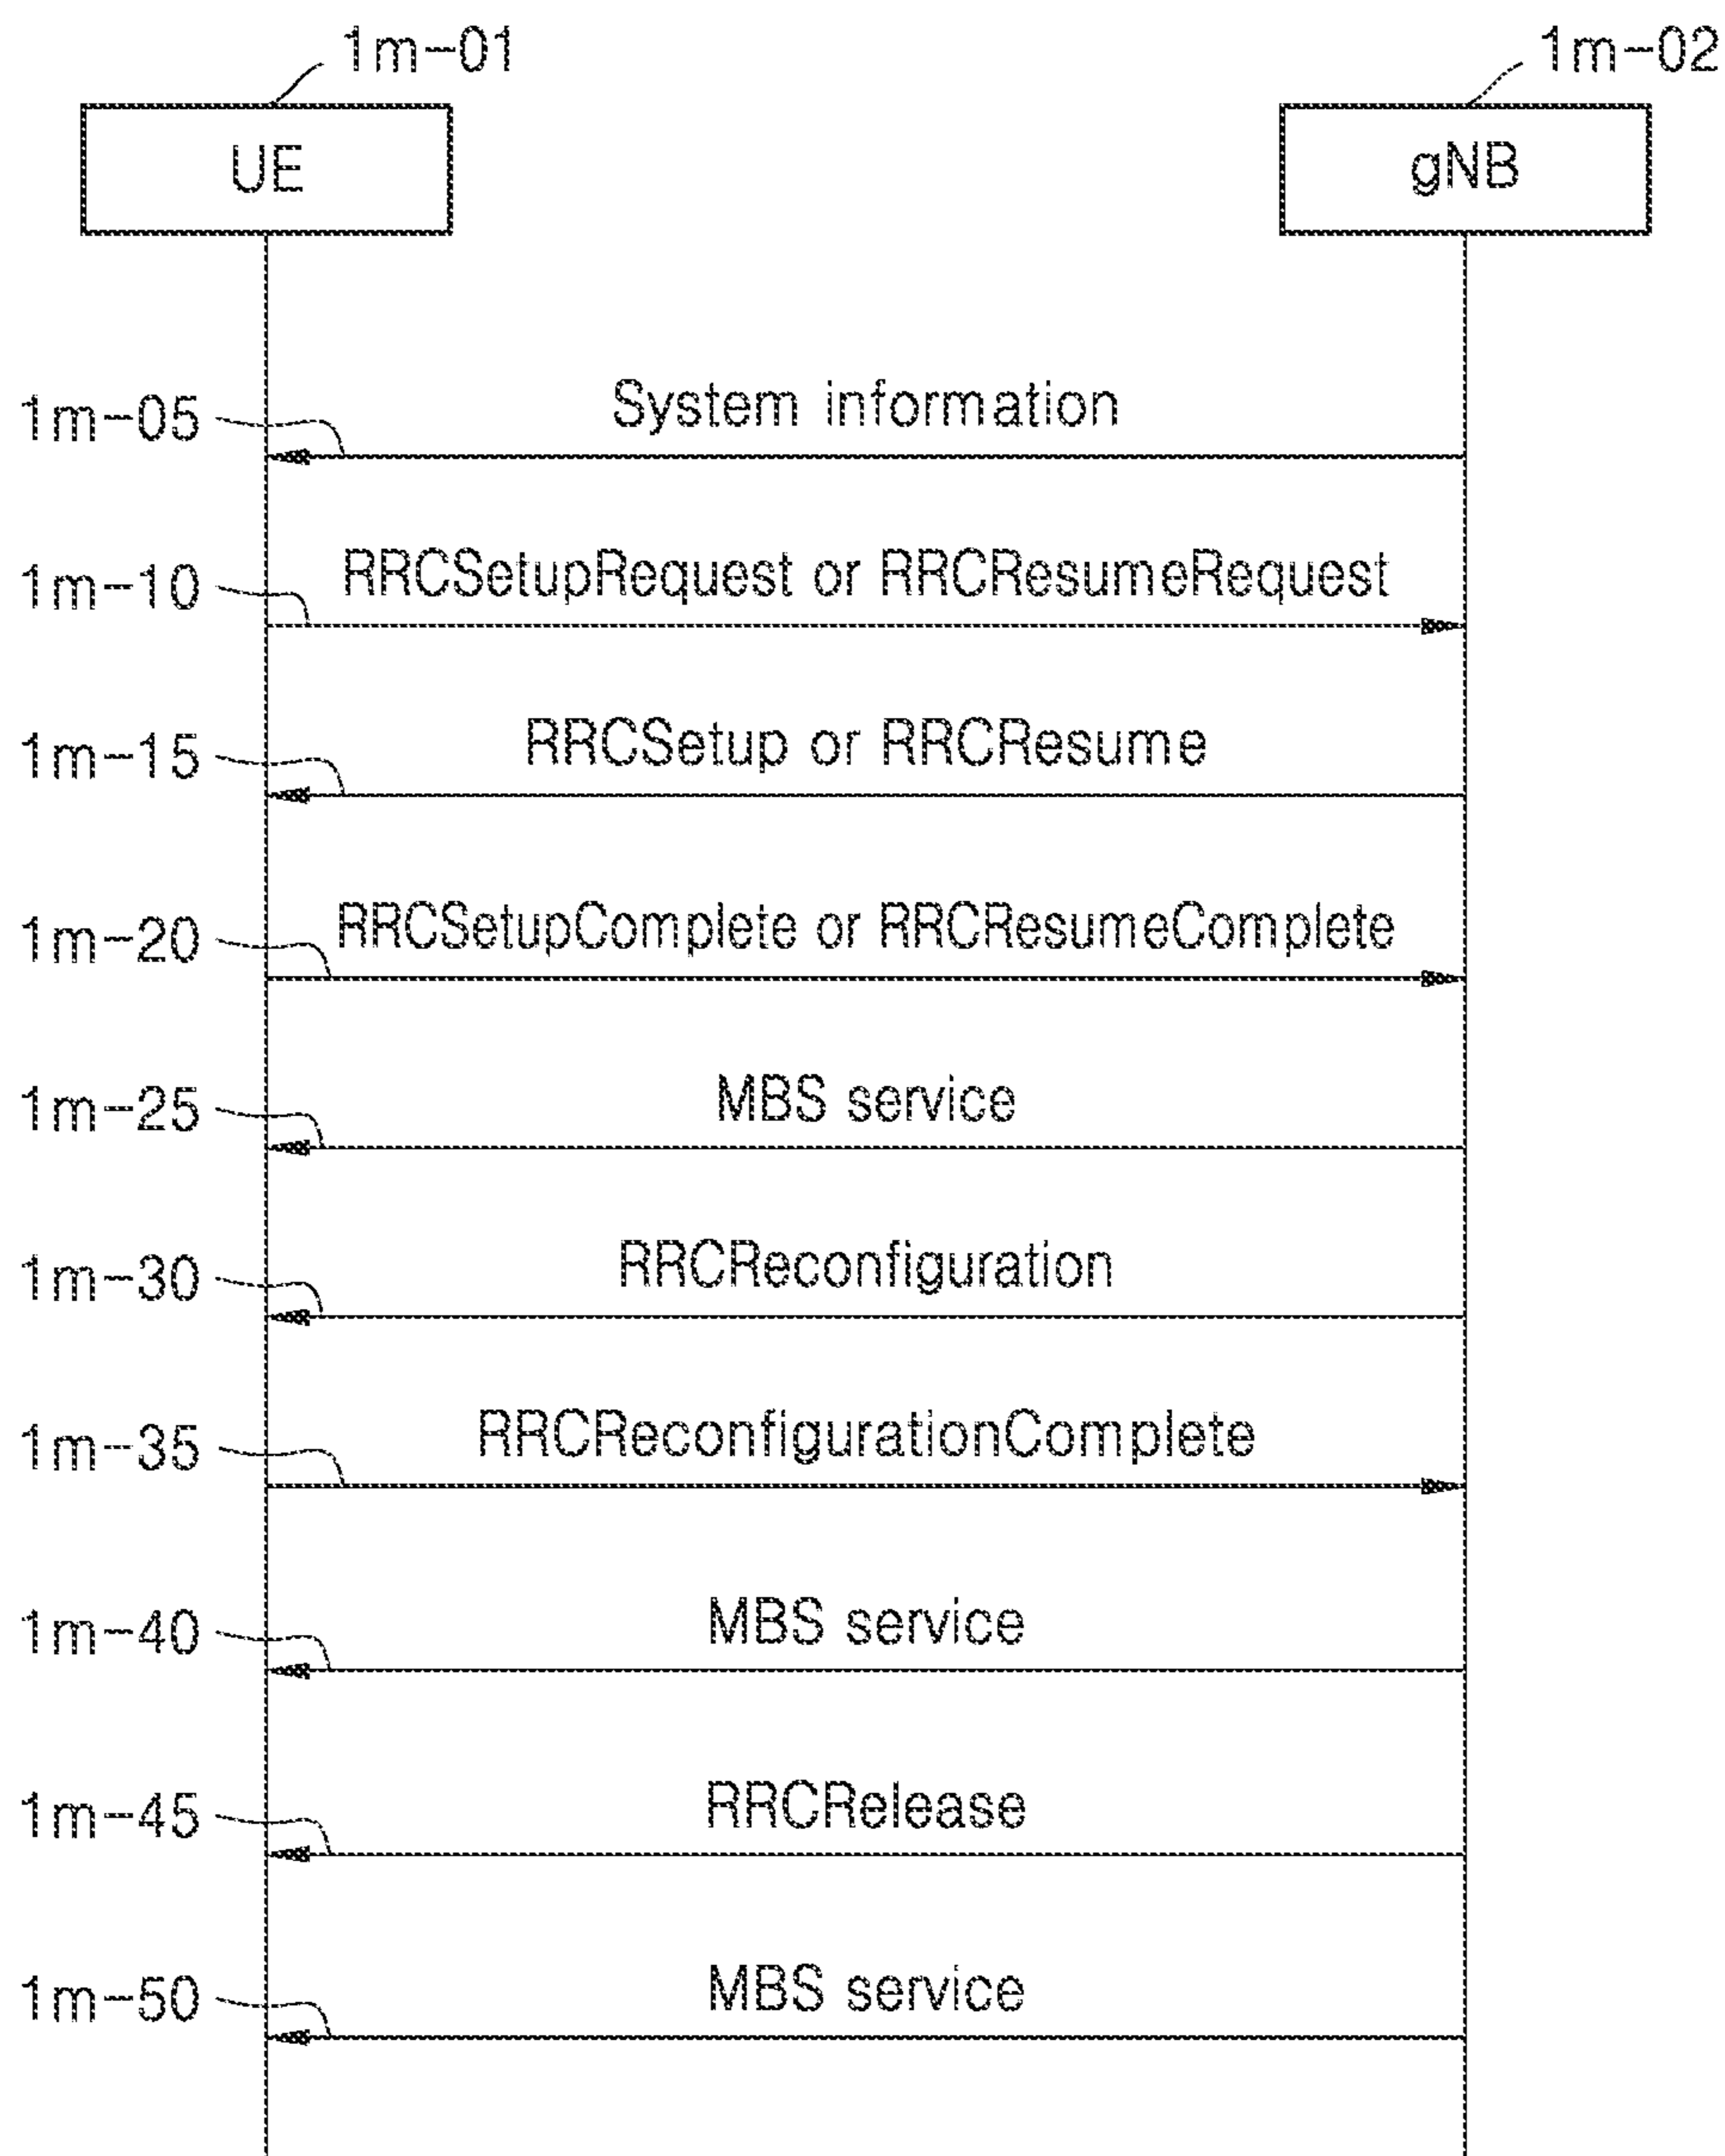 1m-01
1m-02
UE
gNB
System information
1m-05
RRCSetupRequest or RRCResumeRequest
1m-10
RRCSetup or RRCResume
1m-15
RRCSetupComplete or RRCResumeComplete
1m-20
MBS service
1m-25
RRCReconfiguration
1m-30
RRCReconfigurationComplete
1m-35
MBS service
1m-40
RRCRelease
1m-45
MBS service
1m-50